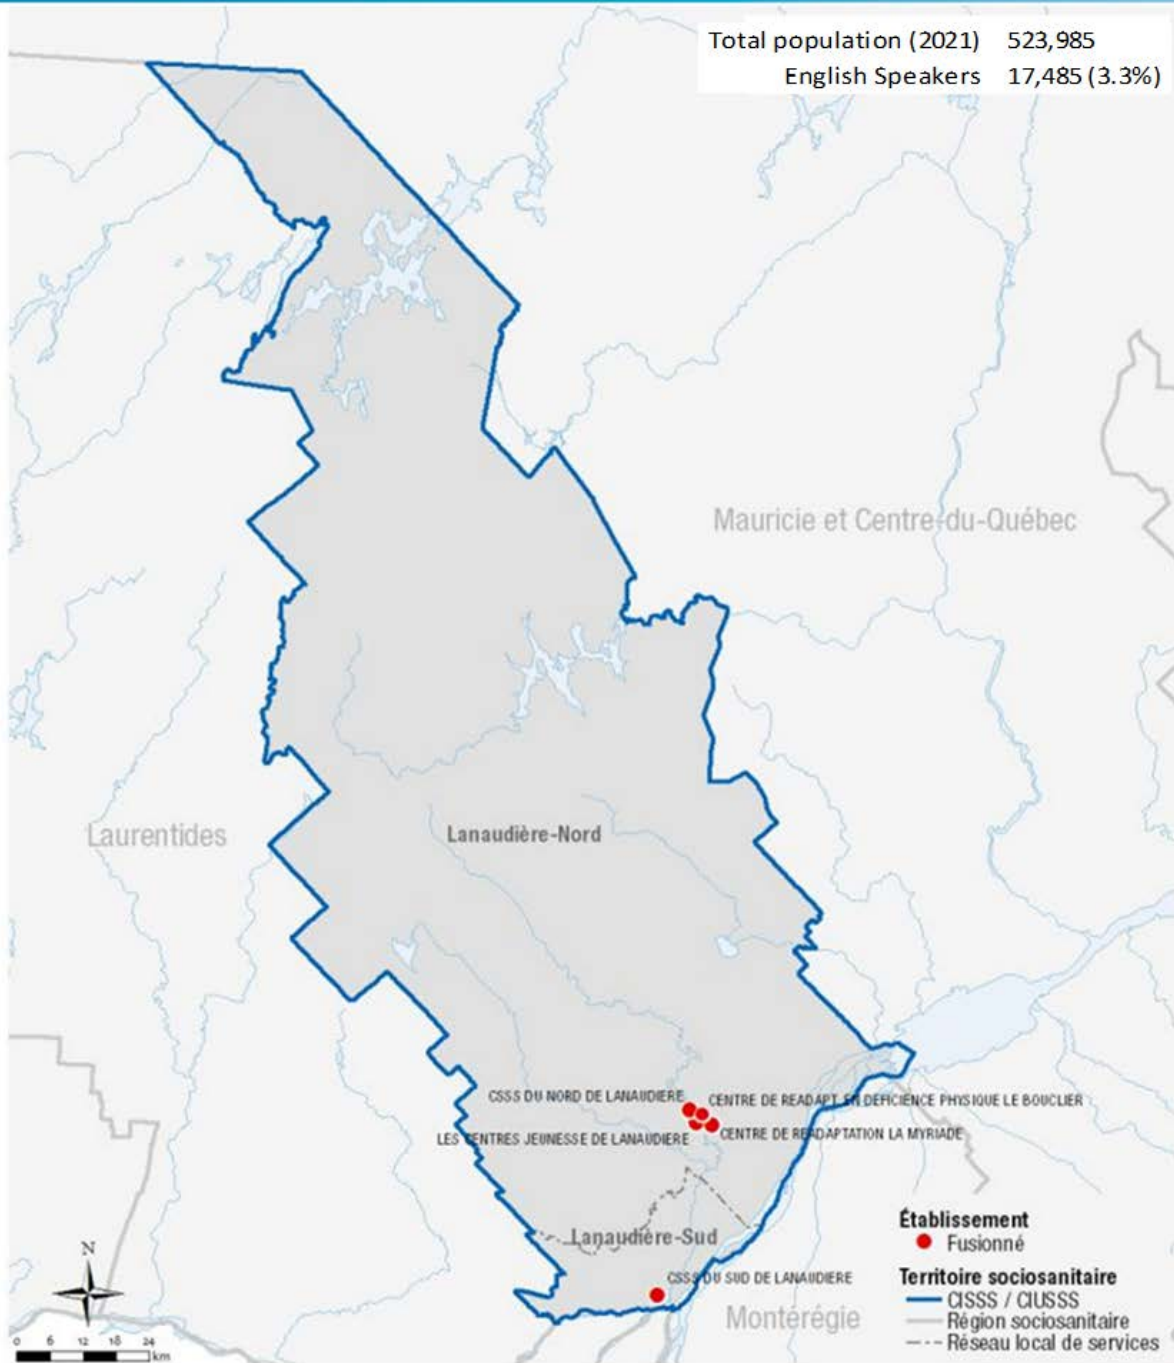 Total population (2021) 523,985
English Speakers 17,485 (3.3%)
Mauricie et Centre-du-Québec
Laurentides
Lanaudière-Nord
CSSS DU NORD DE LANAUDIERE
CENTRE DE READAPT. EN DEFICIENCE PHYSIQUE LE BOUCLIER
LES CENTRES JEUNESSE DE LANAUDIERE
CENTRE DE READAPTATION LA MYRIADE
Lanaudière-Sud
CSSS DU SUD DE LANAUDIERE
Montérégie
Établissement
Fusionné
Territoire sociosanitaire
CISSS / CIUSSS
Région sociosanitaire
Réseau local de services
N
0 6 12 18 24
km